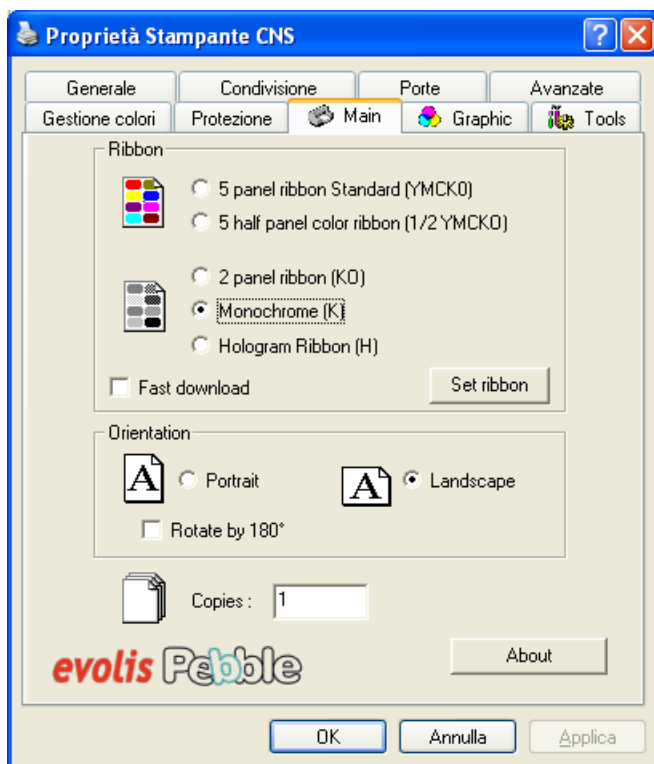 Proprietà Stampante CNS
Generale Condivisione Porte Avanzate
Gestione colori Protezione Main Graphic Tools
Ribbon
5 panel ribbon Standard (YMCKO)
5 half panel color ribbon (1/2 YMCKO)
2 panel ribbon (KO)
Monochrome (K)
Hologram Ribbon (H)
Fast download Set ribbon
Orientation
A Portrait A Landscape
Rotate by 180°
Copies : 1
evolis Pebble About
OK Annulla Applica